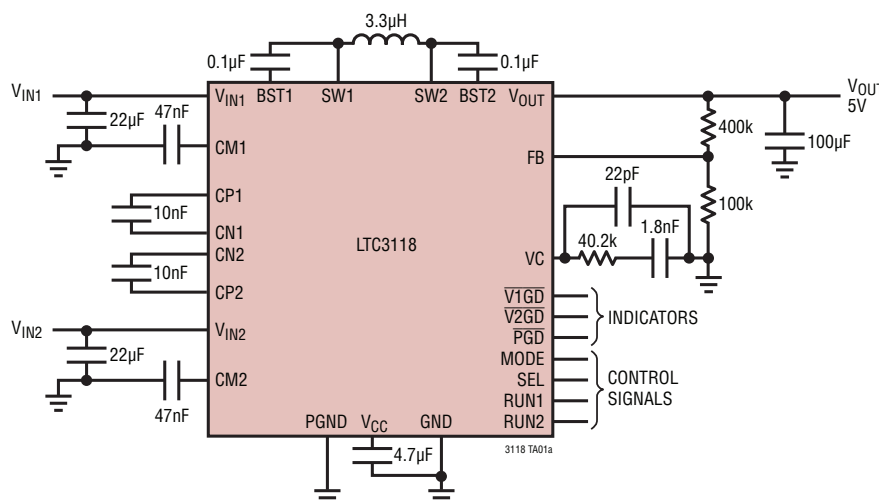 3.3µH
0.1µF
0.1µF
VIN1
VIN1
BST1
SW1
SW2
BST2
VOUT
VOUT
5V
22µF
47nF
400k
100µF
CM1
FB
CP1
22pF
100k
10nF
CN1
1.8nF
CN2
LTC3118
40.2k
VC
10nF
CP2
V1GD
V2GD
INDICATORS
PGD
VIN2
VIN2
MODE
22µF
SEL
CONTROL
SIGNALS
CM2
RUN1
47nF
RUN2
PGND
VCC
GND
3118 TA01a
4.7µF